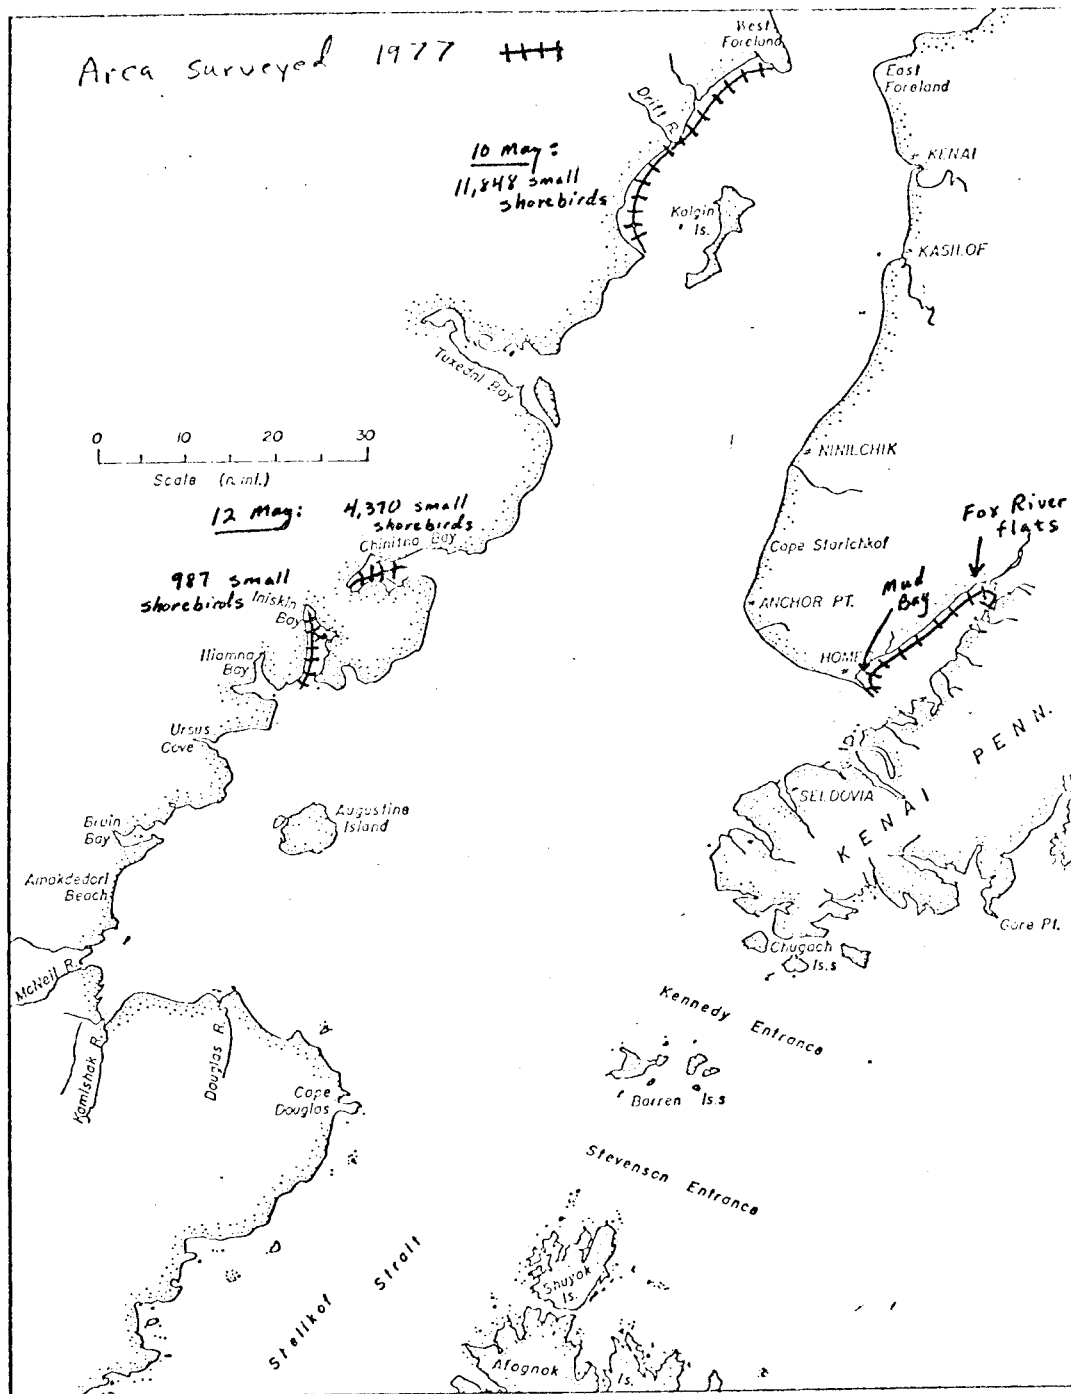 Area surveyed 1977
West
Foreland
East
Foreland
Drift R.
10 May:
11,848 small
shorebirds
KENAI
Kalgin
Is.
KASILOF
Tuxedni Bay
0 10 20 30
Scale (n.mi.)
NINILCHIK
12 May: 4,370 small
shorebirds
Chinitna Bay
Fox River
flats
Cape Starichkof
987 small
shorebirds
Iniskin
Bay
Mud
Bay
ANCHOR PT.
Iliamna
Bay
HOME
Ursus
Cove
KENAI PENN.
SELDOVIA
Augustine
Island
Bruin
Bay
Amakdedori
Beach
Gore Pt.
Chugach
Is.s
McNeil R.
Kennedy Entrance
Kamishak R.
Douglas R.
Cape
Douglas
Barren Is.s
Stevenson Entrance
Shuyak
Is.
Stelikof Strait
Afognak Is.